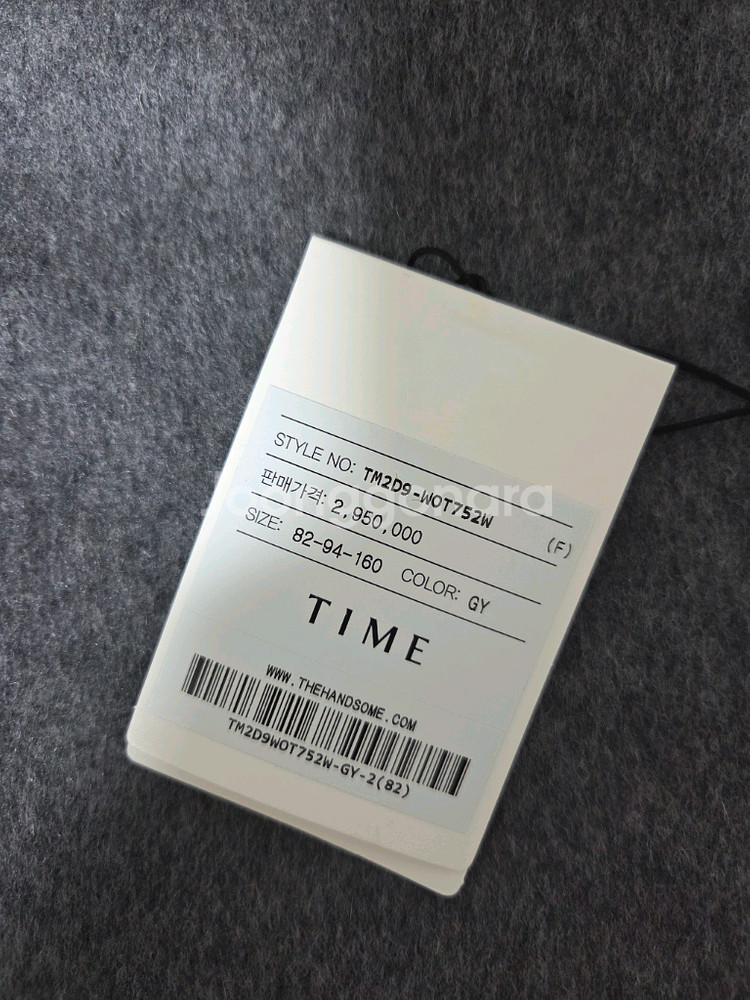 STYLE NO: TM2D9-WOT752W
판매가격: 2,950,000 (F)
SIZE: 82-94-160 COLOR: GY
TIME
WWW.THEHANDSOME.COM
TM2D9WOT752W-GY-2(82)
joonggonara